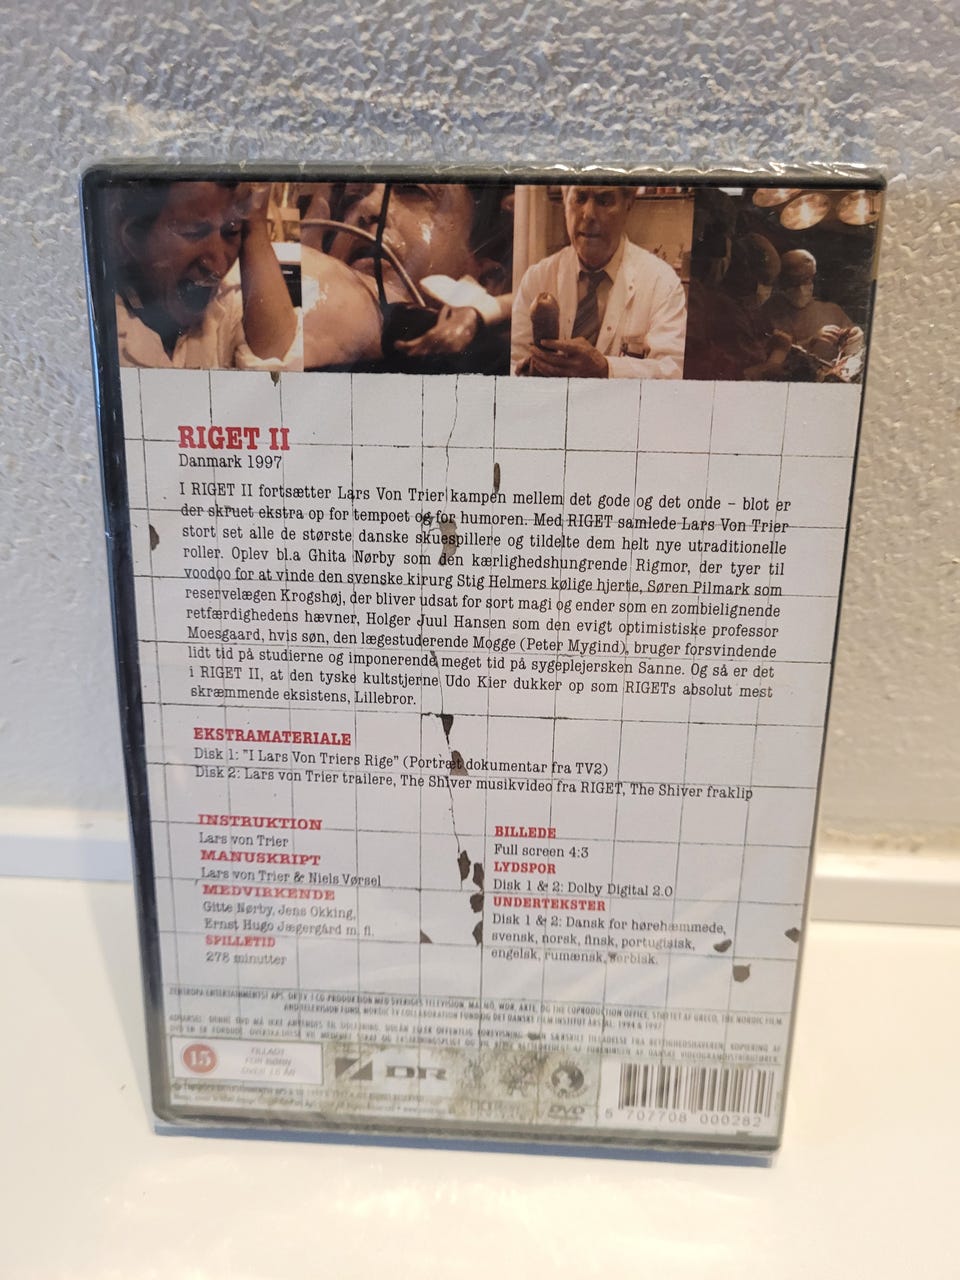 RIGET II
Danmark 1997
I RIGET II fortsætter Lars Von Trier kampen mellem det gode og det onde – blot er
der skruet ekstra op for tempoet og for humoren. Med RIGET samlede Lars Von Trier
stort set alle de største danske skuespillere og tildelte dem helt nye utraditionelle
roller. Oplev bl.a Ghita Nørby som den kærlighedshungrende Rigmor, der tyer til
voodoo for at vinde den svenske kirurg Stig Helmers kølige hjerte, Søren Pilmark som
reservelægen Krogshøj, der bliver udsat for sort magi og ender som en zombielignende
retfærdighedens hævner, Holger Juul Hansen som den evigt optimistiske professor
Moesgaard, hvis søn, den lægestuderende Mogge (Peter Mygind), bruger forsvindende
lidt tid på studierne og imponerende meget tid på sygeplejersken Sanne. Og så er det
i RIGET II, at den tyske kultstjerne Udo Kier dukker op som RIGETs absolut mest
skræmmende eksistens, Lillebror.
EKSTRAMATERIALE
Disk 1: "I Lars Von Triers Rige" (Portræt dokumentar fra TV2)
Disk 2: Lars von Trier trailere, The Shiver musikvideo fra RIGET, The Shiver fraklip
INSTRUKTION
Lars von Trier
MANUSKRIPT
Lars von Trier & Niels Vørsel
MEDVIRKENDE
Gitte Nørby, Jens Okking,
Ernst Hugo Jægergård m. fl.
SPILLETID
278 minutter
BILLEDE
Full screen 4:3
LYDSPOR
Disk 1 & 2: Dolby Digital 2.0
UNDERTEKSTER
Disk 1 & 2: Dansk for hørehæmmede,
svensk, norsk, finsk, portugisisk,
engelsk, rumænsk, serbisk.
15
TILLADT
FOR BØRN
OVER 15 ÅR
DR
DVD
5 707708 000282